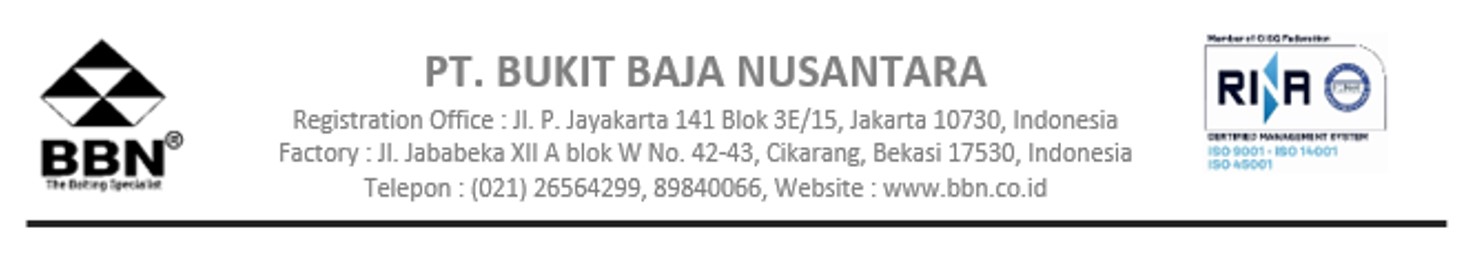 BBN®
The Bolting Specialist
PT. BUKIT BAJA NUSANTARA
Registration Office : Jl. P. Jayakarta 141 Blok 3E/15, Jakarta 10730, Indonesia
Factory : Jl. Jababeka XII A blok W No. 42-43, Cikarang, Bekasi 17530, Indonesia
Telepon : (021) 26564299, 89840066, Website : www.bbn.co.id
Member of CISQ Federation
RINA
CERTIFIED MANAGEMENT SYSTEM
ISO 9001 - ISO 14001
ISO 45001